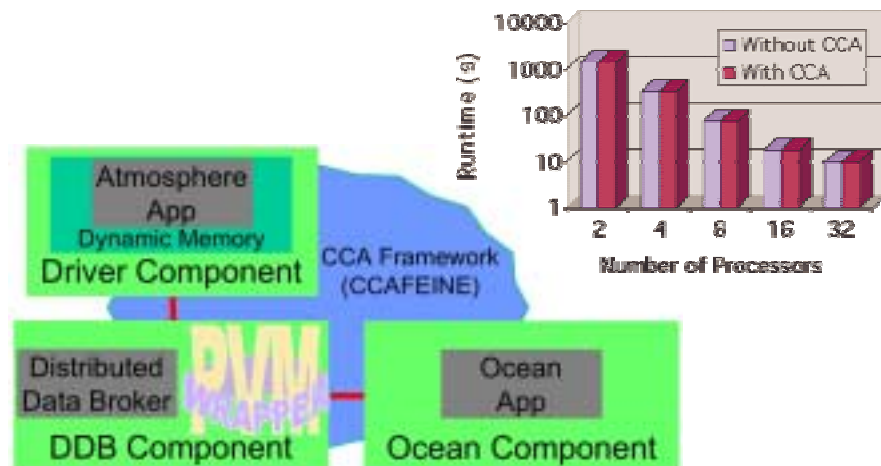 10000
1000
100
10
1
Runtime (s)
Without CCA
With CCA
2 4 8 16 32
Number of Processors
Atmosphere
App
Dynamic Memory
Driver Component
CCA Framework
(CCAFEINE)
Distributed
Data Broker
PVM
WRAPPER
DDB Component
Ocean
App
Ocean Component